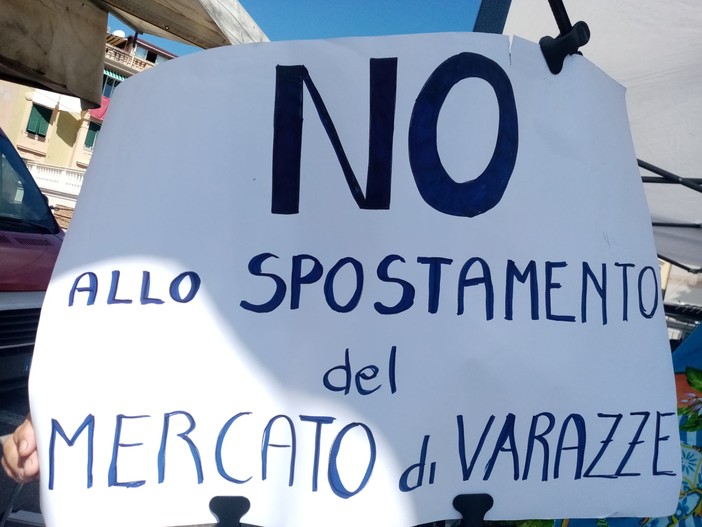 NO
ALLO SPOSTAMENTO
del
MERCATO di VARAZZE